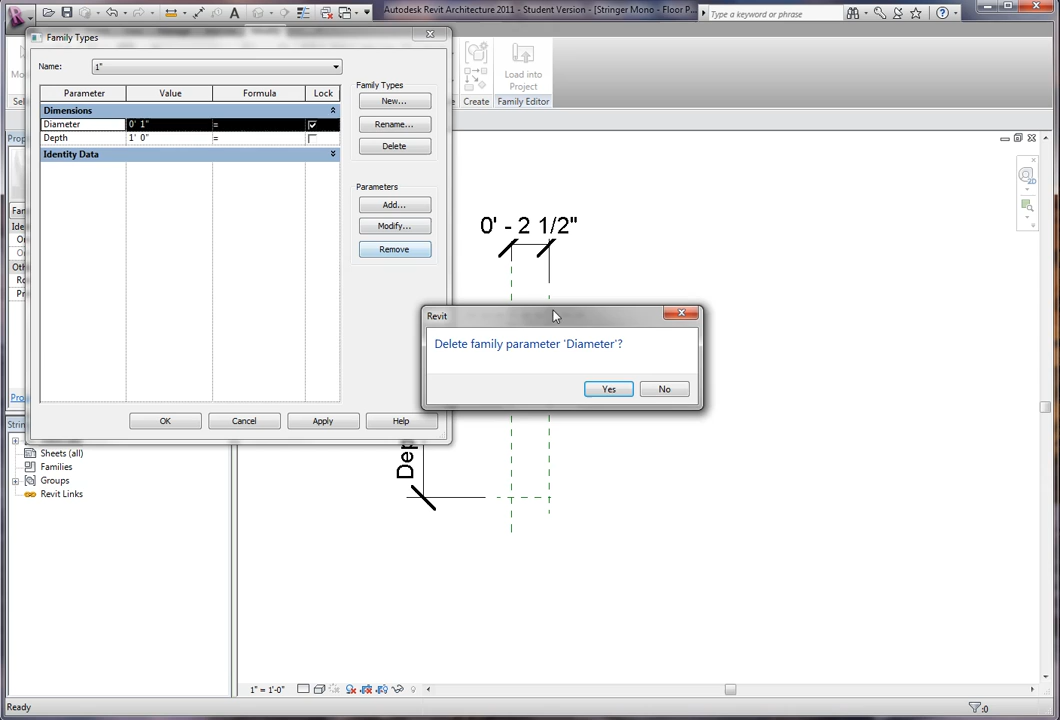 Autodesk Revit Architecture 2011 - Student Version - [Stringer Mono - Floor P...
Type a keyword or phrase
Family Types
Name:
1"
Parameter
Value
Formula
Lock
Dimensions
Diameter
0' 1"
=
Depth
1' 0"
=
Identity Data
Family Types
New...
Rename...
Delete
Parameters
Add...
Modify...
Remove
OK
Cancel
Apply
Help
Create
Load into
Project
Family Editor
2D
0' - 2 1/2"
Revit
Delete family parameter 'Diameter'?
Yes
No
Dep
Sheets (all)
Families
Groups
Revit Links
1" = 1'-0"
Ready
:0